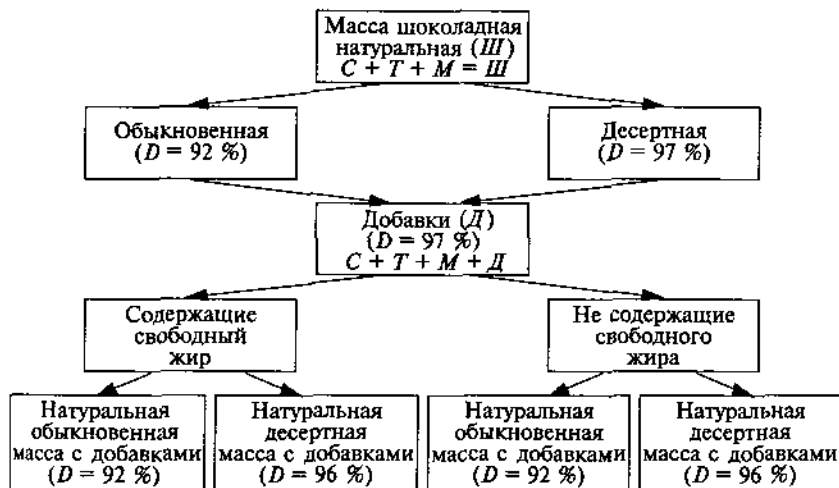 Масса шоколадная
натуральная (Ш)
С + Т + М = Ш
Обыкновенная
(D = 92 %)
Десертная
(D = 97 %)
Добавки (Д)
(D = 97 %)
С + Т + М + Д
Содержащие
свободный
жир
Не содержащие
свободного
жира
Натуральная
обыкновенная
масса с добавками
(D = 92 %)
Натуральная
десертная
масса с добавками
(D = 96 %)
Натуральная
обыкновенная
масса с добавками
(D = 92 %)
Натуральная
десертная
масса с добавками
(D = 96 %)